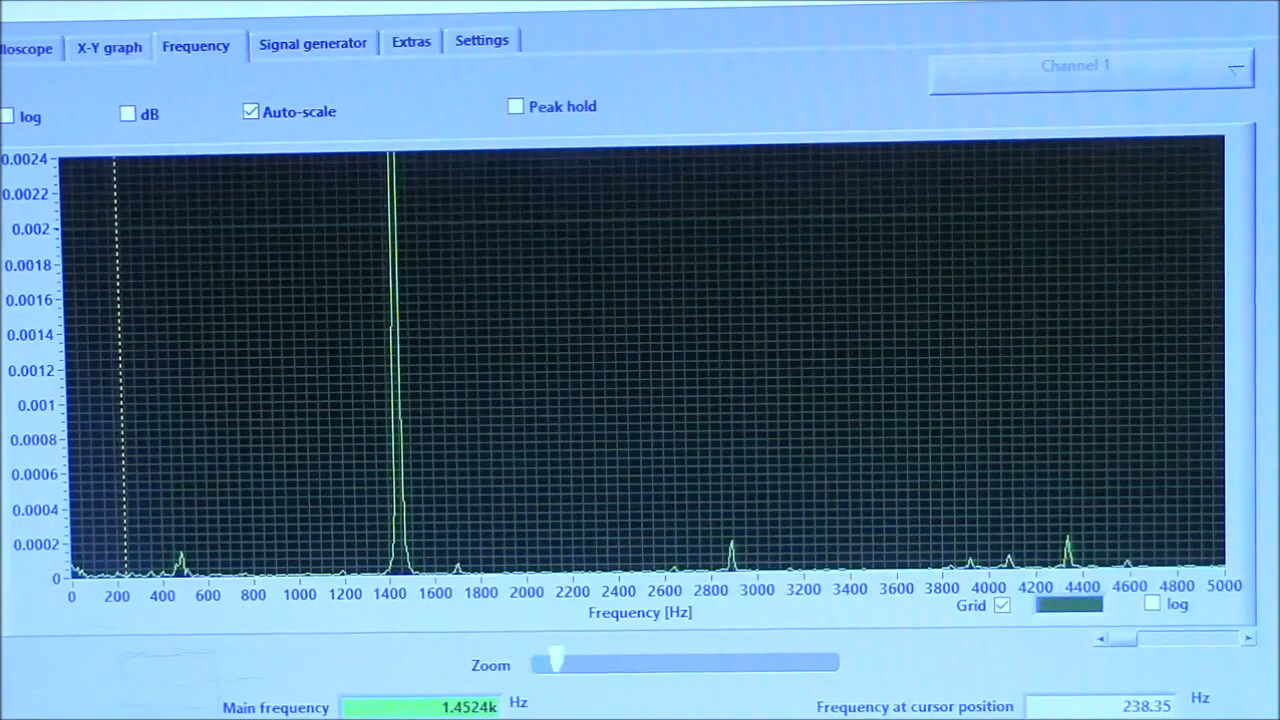 lloscope X-Y graph Frequency Signal generator Extras Settings
Channel 1
log dB Auto-scale Peak hold
0.0024
0.0022
0.002
0.0018
0.0016
0.0014
0.0012
0.001
0.0008
0.0006
0.0004
0.0002
0
0 200 400 600 800 1000 1200 1400 1600 1800 2000 2200 2400 2600 2800 3000 3200 3400 3600 3800 4000 4200 4400 4600 4800 5000
Frequency [Hz] Grid log
Zoom
Main frequency 1.4524k Hz Frequency at cursor position 238.35 Hz